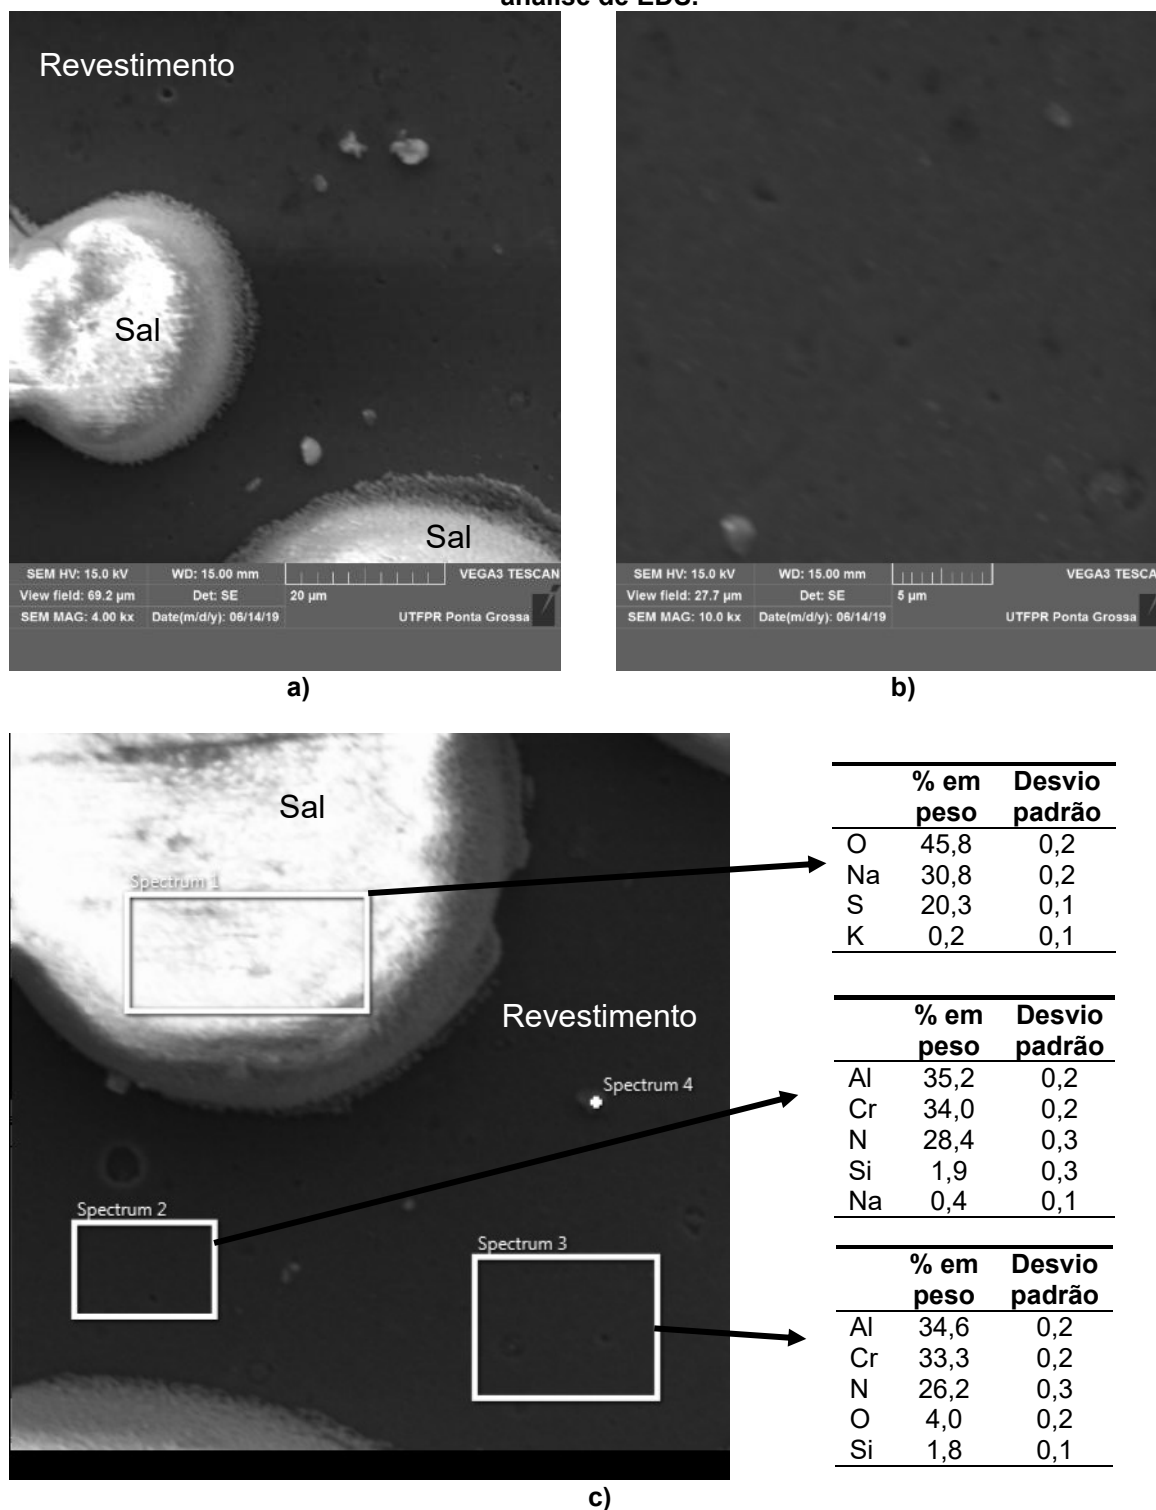 análise de EDS.
Revestimento
Sal
Sal
SEM HV: 15.0 kV WD: 15.00 mm VEGA3 TESCAN
View field: 69.2 µm Det: SE 20 µm
SEM MAG: 4.00 kx Date(m/d/y): 06/14/19 UTFPR Ponta Grossa
a)
SEM HV: 15.0 kV WD: 15.00 mm VEGA3 TESCA
View field: 27.7 µm Det: SE 5 µm
SEM MAG: 10.0 kx Date(m/d/y): 06/14/19 UTFPR Ponta Grossa
b)
Sal
Spectrum 1
Revestimento
Spectrum 4
Spectrum 2
Spectrum 3
% em Desvio
peso padrão
O 45,8 0,2
Na 30,8 0,2
S 20,3 0,1
K 0,2 0,1
% em Desvio
peso padrão
Al 35,2 0,2
Cr 34,0 0,2
N 28,4 0,3
Si 1,9 0,3
Na 0,4 0,1
% em Desvio
peso padrão
Al 34,6 0,2
Cr 33,3 0,2
N 26,2 0,3
O 4,0 0,2
Si 1,8 0,1
c)